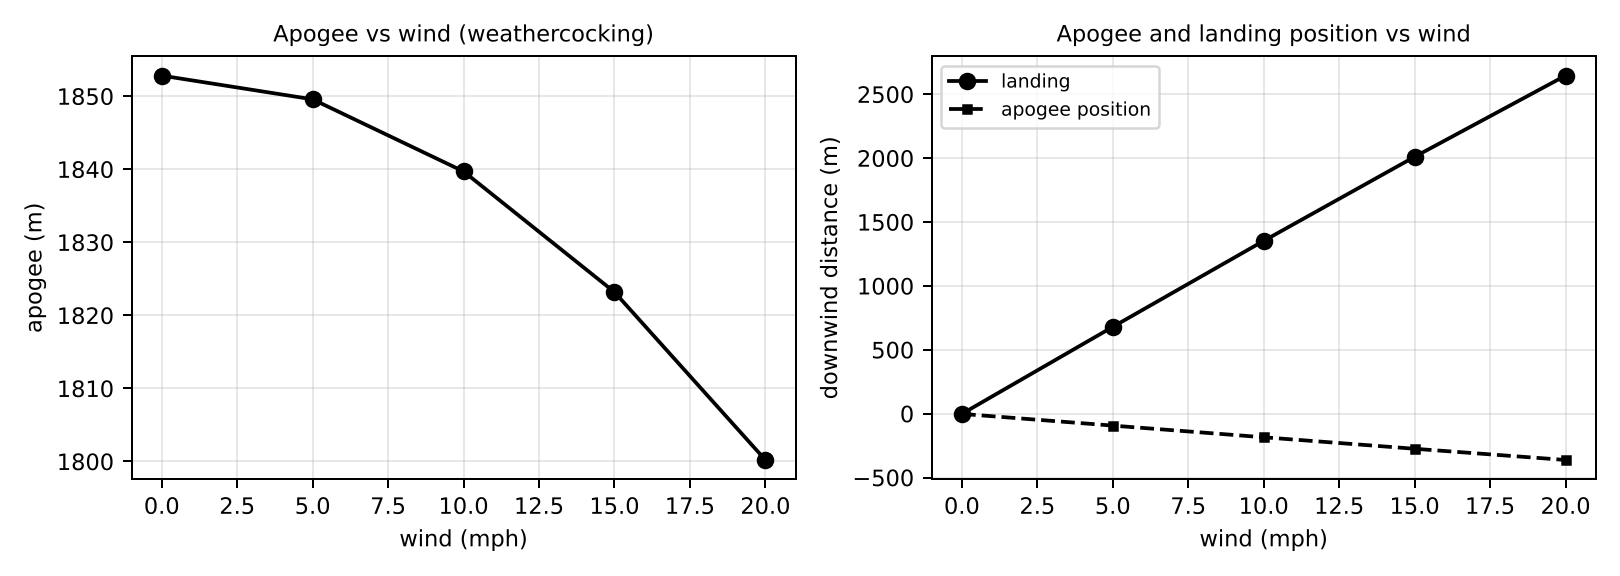 Apogee vs wind (weathercocking)
apogee (m)
1850
1840
1830
1820
1810
1800
0.0 2.5 5.0 7.5 10.0 12.5 15.0 17.5 20.0
wind (mph)
Apogee and landing position vs wind
landing
apogee position
downwind distance (m)
2500
2000
1500
1000
500
0
−500
0.0 2.5 5.0 7.5 10.0 12.5 15.0 17.5 20.0
wind (mph)